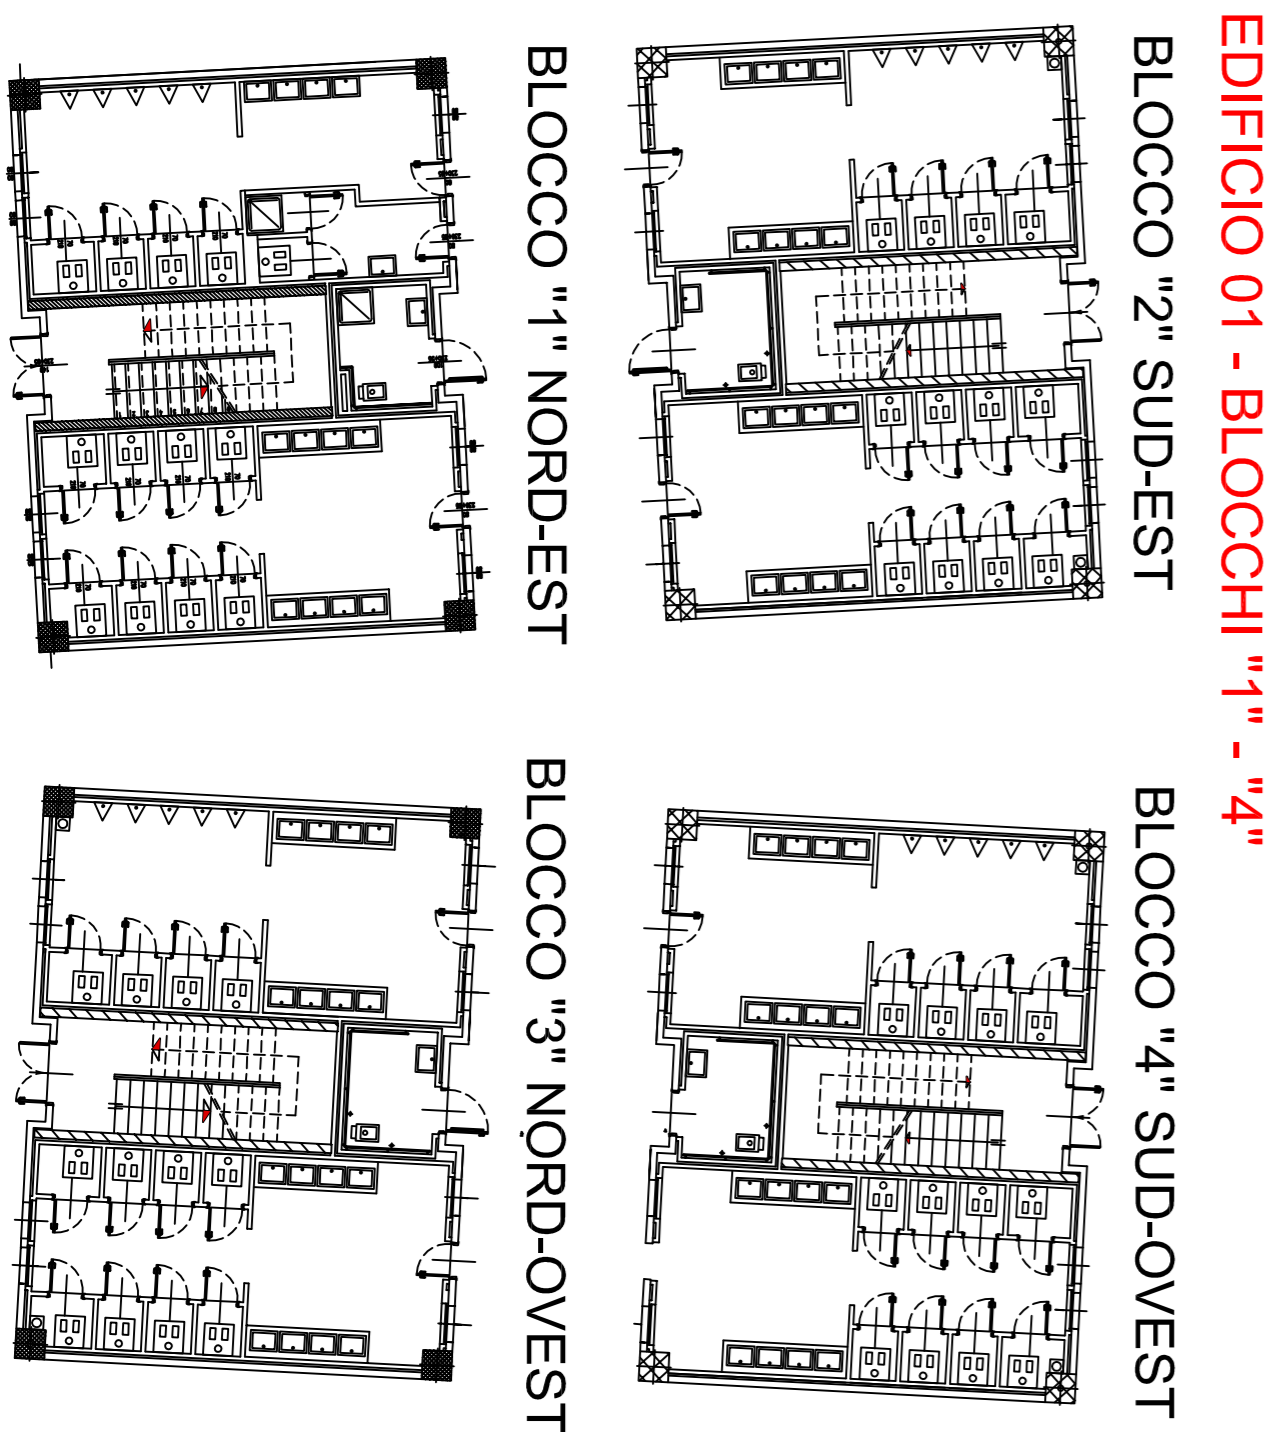 EDIFICIO 01 - BLOCCHI "1" - "4"
BLOCCO "2" SUD-EST
BLOCCO "4" SUD-OVEST
BLOCCO "1" NORD-EST
BLOCCO "3" NORD-OVEST